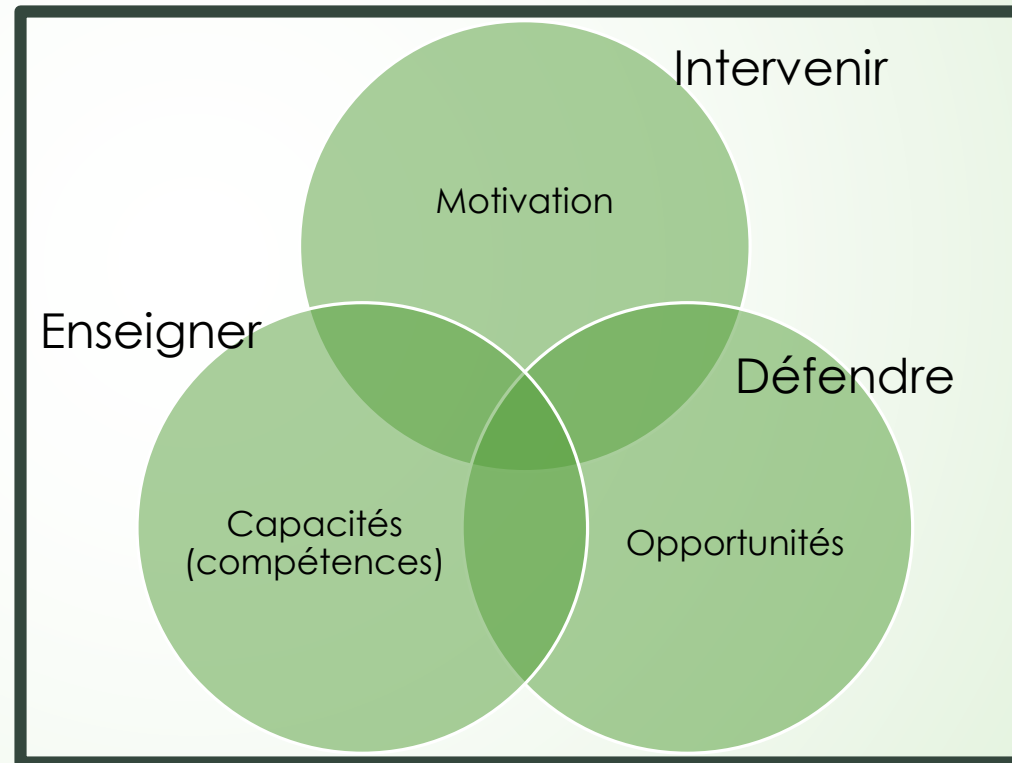 Intervenir
Motivation
Enseigner
Défendre
Capacités
(compétences)
Opportunités